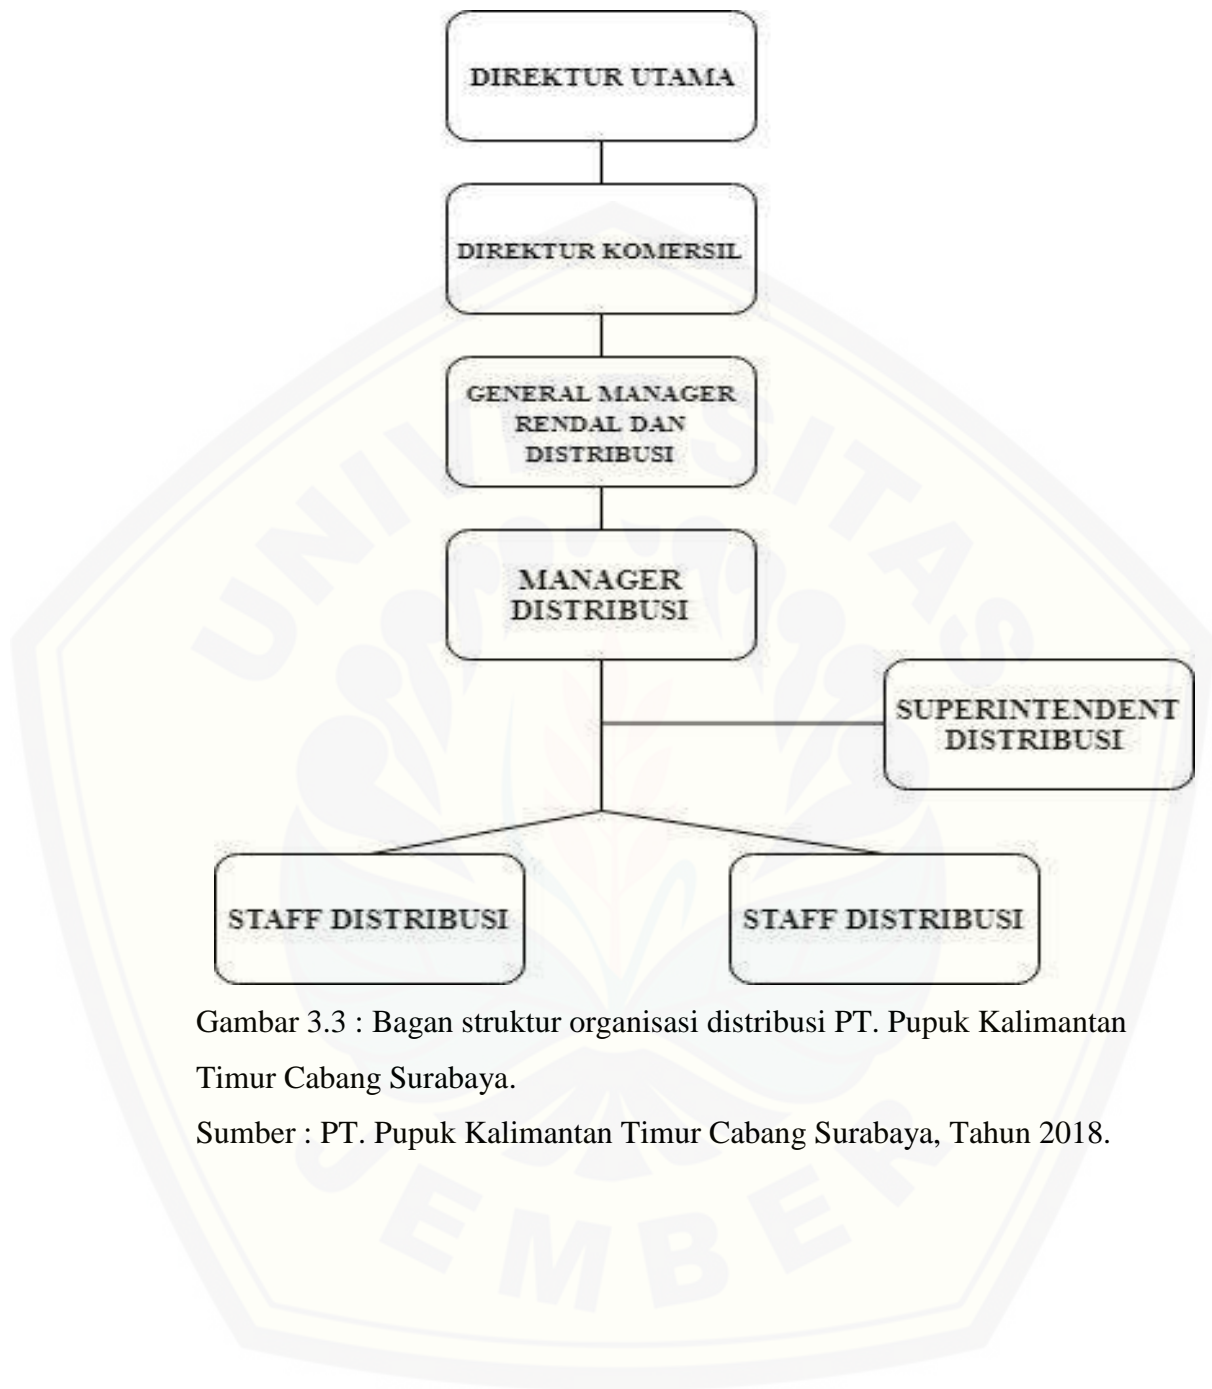 DIREKTUR UTAMA
DIREKTUR KOMERSIL
GENERAL MANAGER
RENDAL DAN
DISTRIBUSI
MANAGER
DISTRIBUSI
SUPERINTENDENT
DISTRIBUSI
STAFF DISTRIBUSI
STAFF DISTRIBUSI
Gambar 3.3 : Bagan struktur organisasi distribusi PT. Pupuk Kalimantan
Timur Cabang Surabaya.
Sumber : PT. Pupuk Kalimantan Timur Cabang Surabaya, Tahun 2018.
UNIVERSITAS
JEMBER